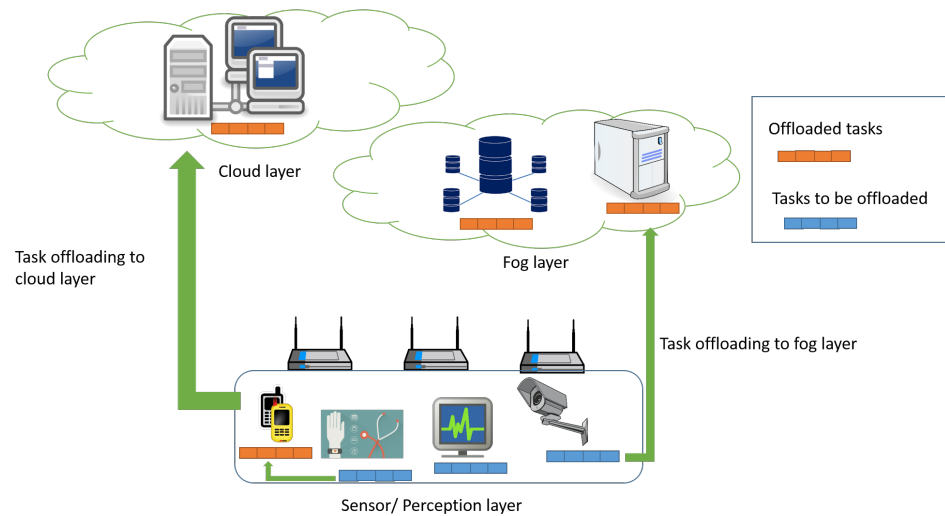 Cloud layer
Offloaded tasks
Tasks to be offloaded
Task offloading to
cloud layer
Fog layer
Task offloading to fog layer
Sensor/ Perception layer